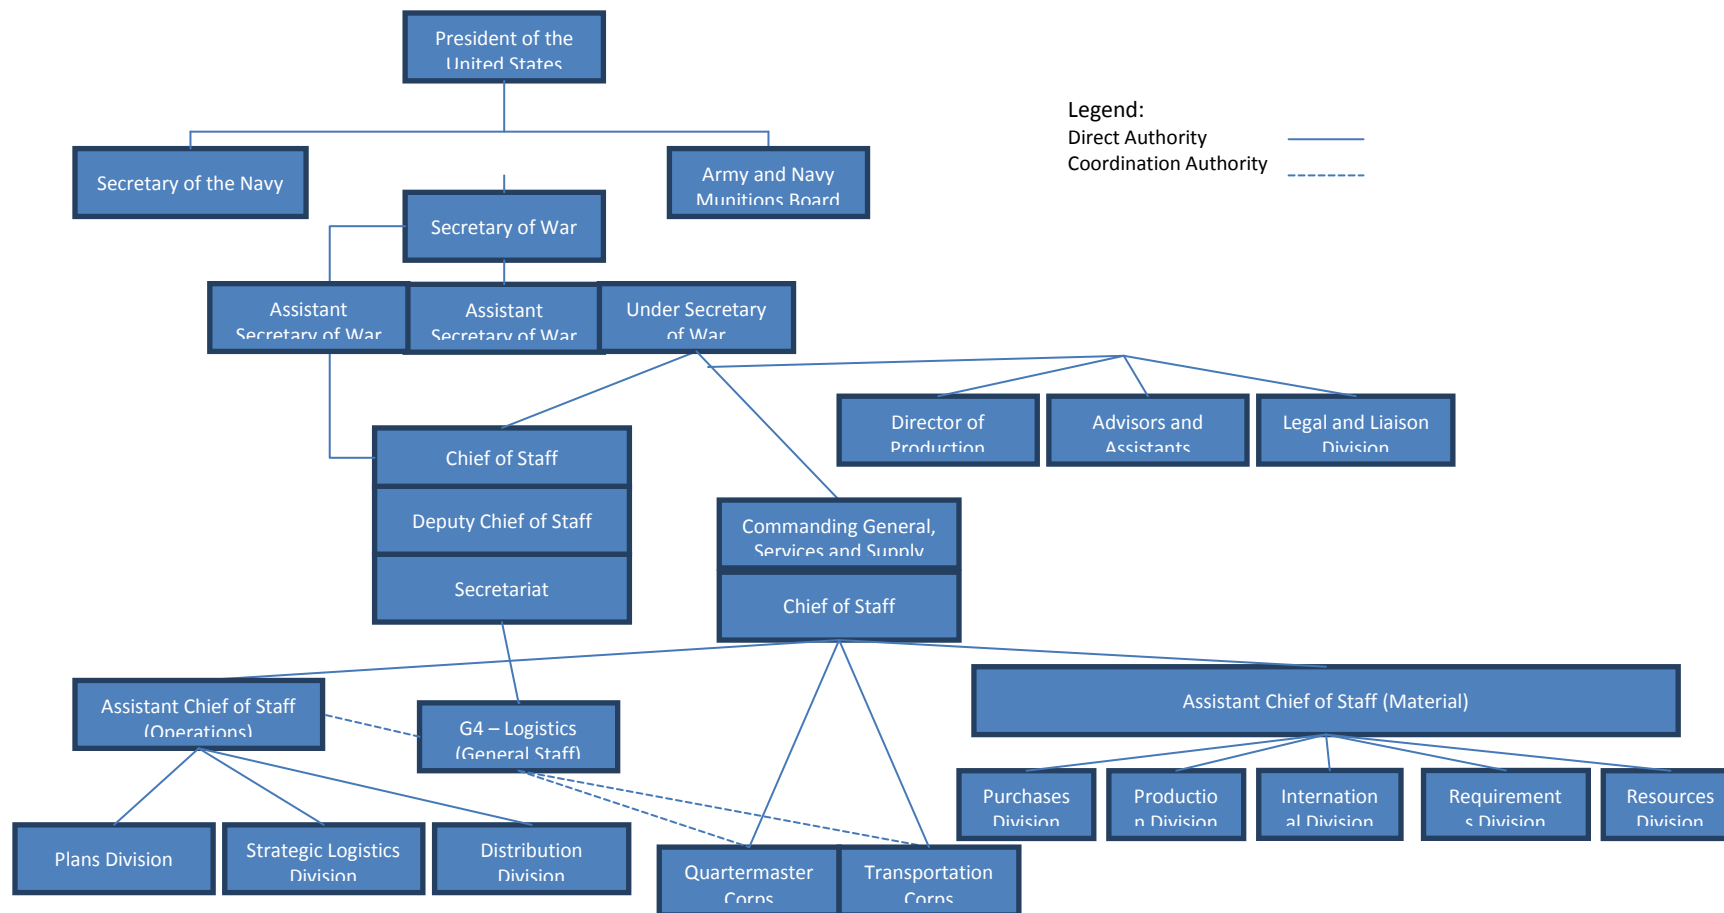 President of the
United States
Legend:
Direct Authority
Coordination Authority
Secretary of the Navy
Army and Navy
Munitions Board
Secretary of War
Assistant
Secretary of War
Assistant
Secretary of War
Under Secretary
of War
Director of
Production
Advisors and
Assistants
Legal and Liaison
Division
Chief of Staff
Deputy Chief of Staff
Secretariat
Commanding General,
Services and Supply
Chief of Staff
Assistant Chief of Staff
(Operations)
G4 – Logistics
(General Staff)
Assistant Chief of Staff (Material)
Purchases
Division
Productio
n Division
Internation
al Division
Requirement
s Division
Resources
Division
Plans Division
Strategic Logistics
Division
Distribution
Division
Quartermaster
Corps
Transportation
Corps